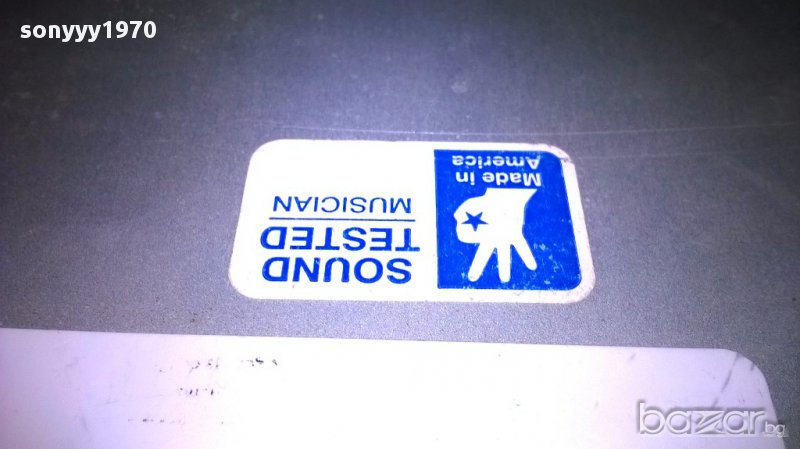 sonyyy1970
SOUND
TESTED
MUSICIAN
Made in
America
bazar.bg